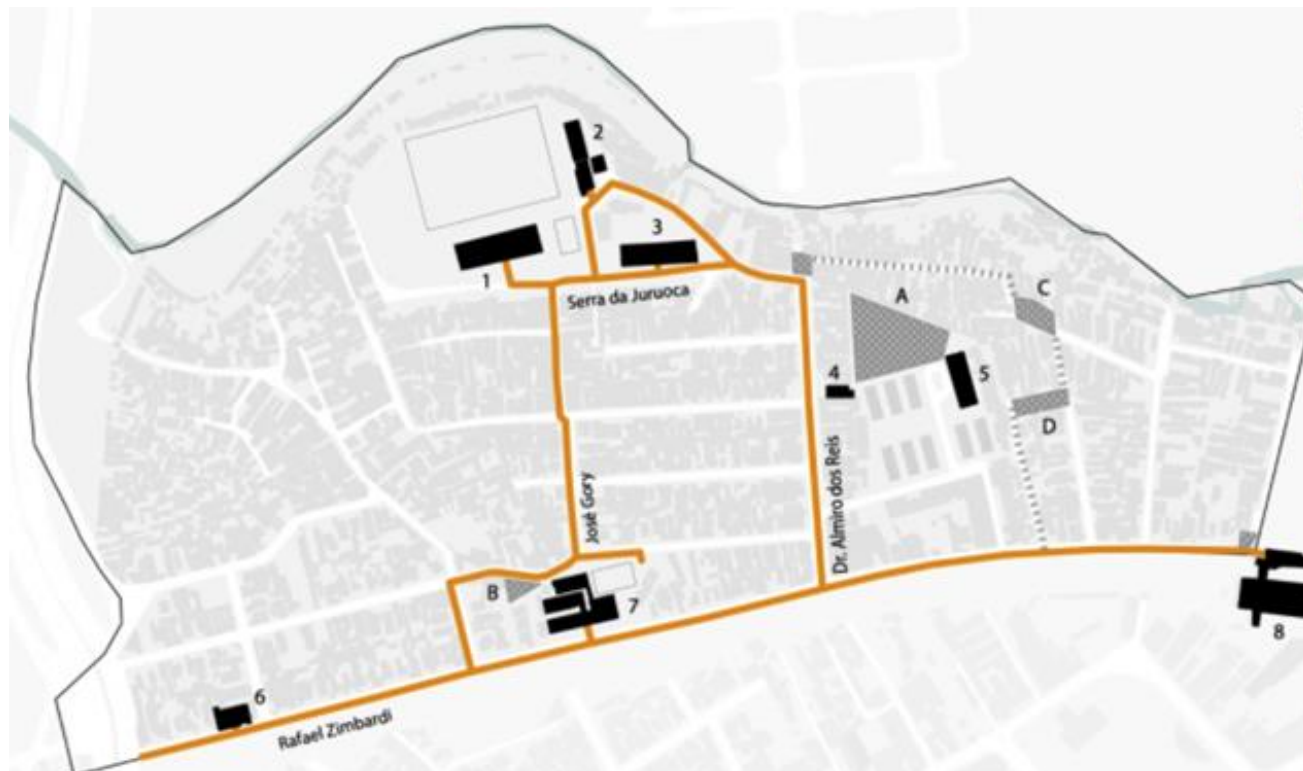 2
3
1
Serra da Juruoca
A
C
4
5
D
José Gory
Dr. Almiro dos Reis
B
7
8
6
Rafael Zimbardi